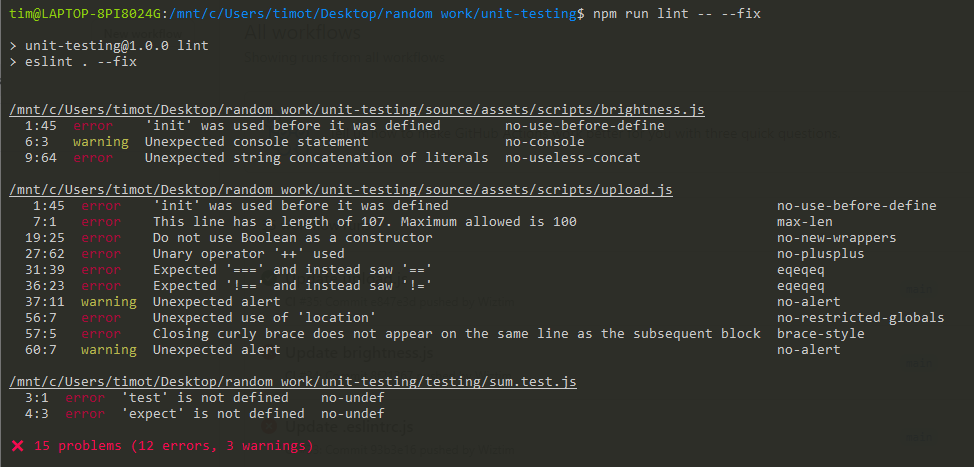 tim@LAPTOP-8PI8024G:/mnt/c/Users/timot/Desktop/random work/unit-testing$ npm run lint -- --fix
> unit-testing@1.0.0 lint
> eslint . --fix
/mnt/c/Users/timot/Desktop/random work/unit-testing/source/assets/scripts/brightness.js
1:45 error 'init' was used before it was defined no-use-before-define
6:3 warning Unexpected console statement no-console
9:64 error Unexpected string concatenation of literals no-useless-concat
/mnt/c/Users/timot/Desktop/random work/unit-testing/source/assets/scripts/upload.js
1:45 error 'init' was used before it was defined no-use-before-define
7:1 error This line has a length of 107. Maximum allowed is 100 max-len
19:25 error Do not use Boolean as a constructor no-new-wrappers
27:62 error Unary operator '++' used no-plusplus
31:39 error Expected '===' and instead saw '==' eqeqeq
36:23 error Expected '!==' and instead saw '!=' eqeqeq
37:11 warning Unexpected alert no-alert
56:7 error Unexpected use of 'location' no-restricted-globals
57:5 error Closing curly brace does not appear on the same line as the subsequent block brace-style
60:7 warning Unexpected alert no-alert
/mnt/c/Users/timot/Desktop/random work/unit-testing/testing/sum.test.js
3:1 error 'test' is not defined no-undef
4:3 error 'expect' is not defined no-undef
✖ 15 problems (12 errors, 3 warnings)